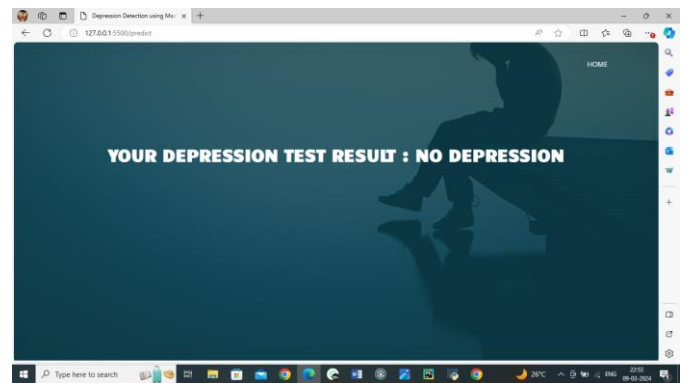 Depression Detection using Ma
127.0.0.1:5500/predict
HOME
YOUR DEPRESSION TEST RESULT : NO DEPRESSION
Type here to search
26°C
ENG
22:53
09-03-2024